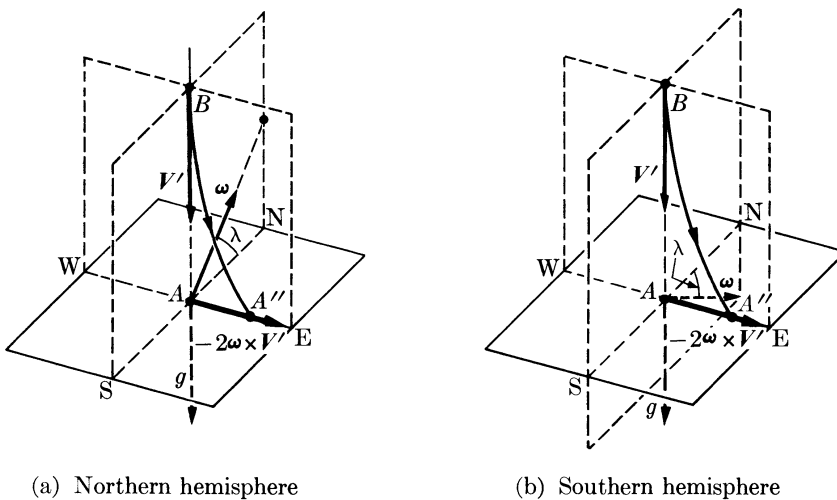 B
V′
ω
N
λ
W
A
A″
E
−2ω × V′
S
g
(a) Northern hemisphere
B
V′
N
λ
W
ω
A
A″
E
−2ω × V′
S
g
(b) Southern hemisphere